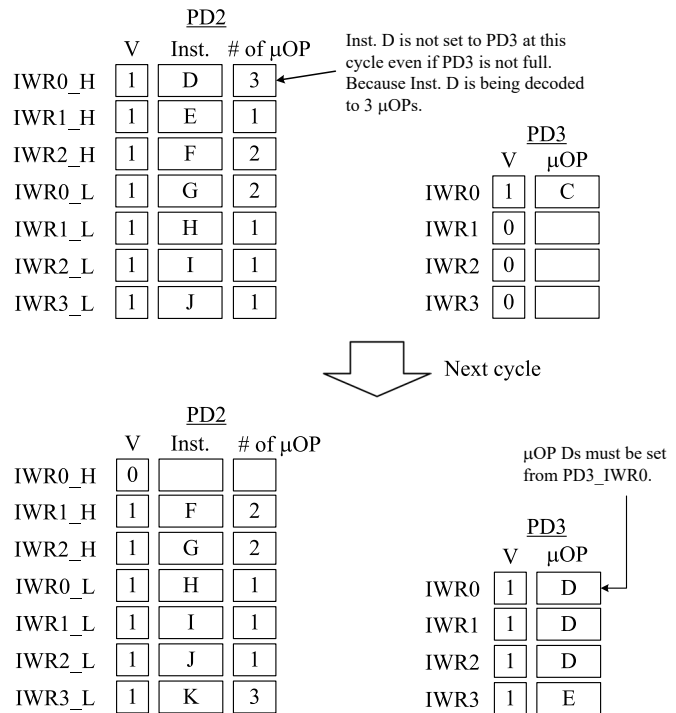 PD2
V Inst. # of μOP
IWR0_H 1 D 3
IWR1_H 1 E 1
IWR2_H 1 F 2
IWR0_L 1 G 2
IWR1_L 1 H 1
IWR2_L 1 I 1
IWR3_L 1 J 1
Inst. D is not set to PD3 at this
cycle even if PD3 is not full.
Because Inst. D is being decoded
to 3 μOPs.
PD3
V μOP
IWR0 1 C
IWR1 0
IWR2 0
IWR3 0
Next cycle
PD2
V Inst. # of μOP
IWR0_H 0
IWR1_H 1 F 2
IWR2_H 1 G 2
IWR0_L 1 H 1
IWR1_L 1 I 1
IWR2_L 1 J 1
IWR3_L 1 K 3
μOP Ds must be set
from PD3_IWR0.
PD3
V μOP
IWR0 1 D
IWR1 1 D
IWR2 1 D
IWR3 1 E